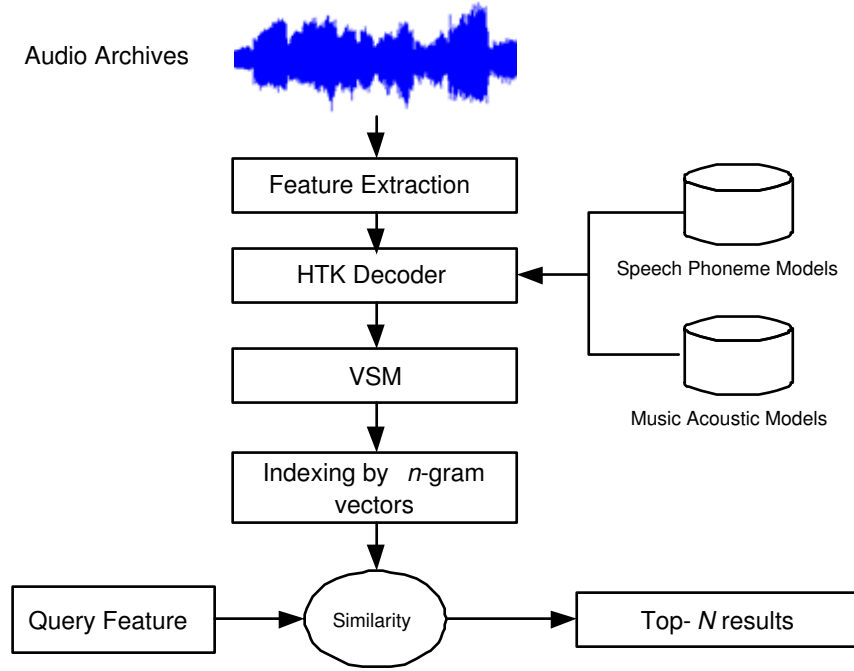 Audio Archives
Feature Extraction
HTK Decoder
Speech Phoneme Models
VSM
Music Acoustic Models
Indexing by n-gram
vectors
Query Feature
Similarity
Top- N results